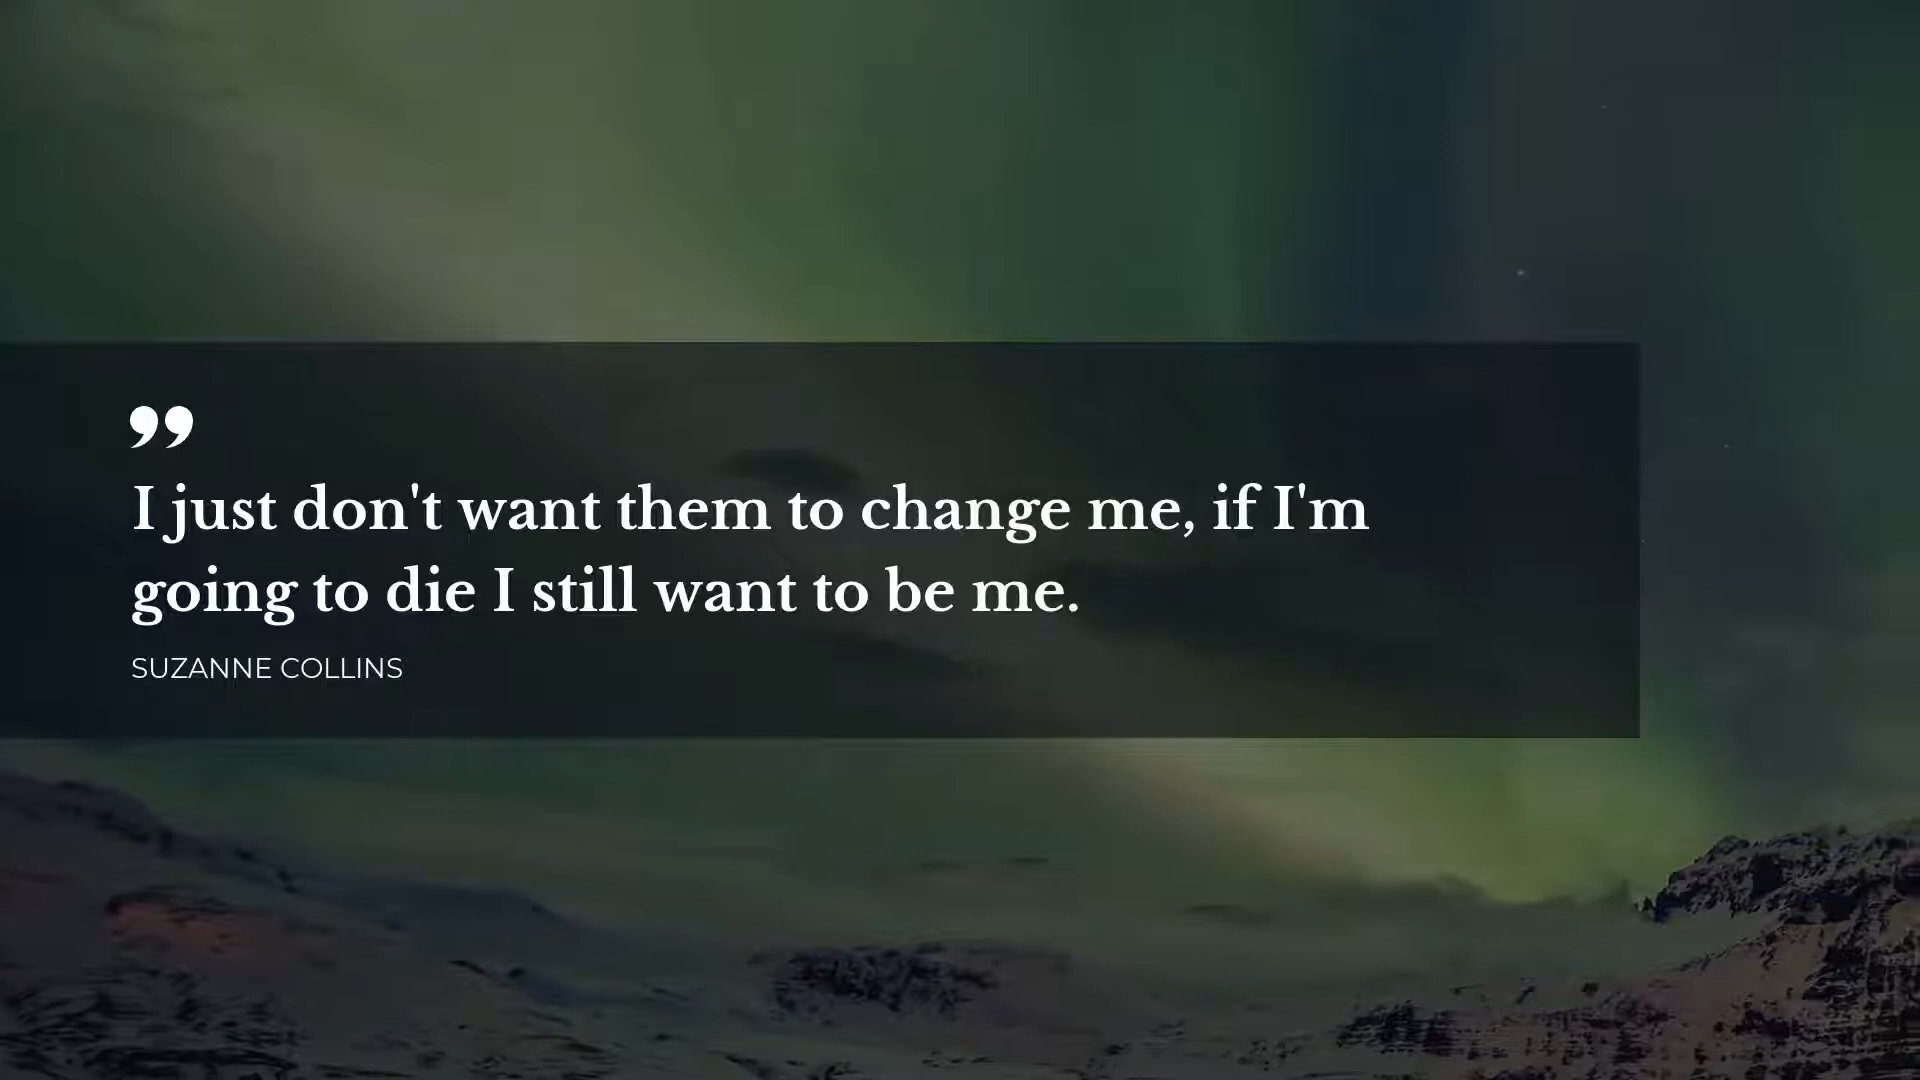 ”
I just don't want them to change me, if I'm
going to die I still want to be me.
SUZANNE COLLINS